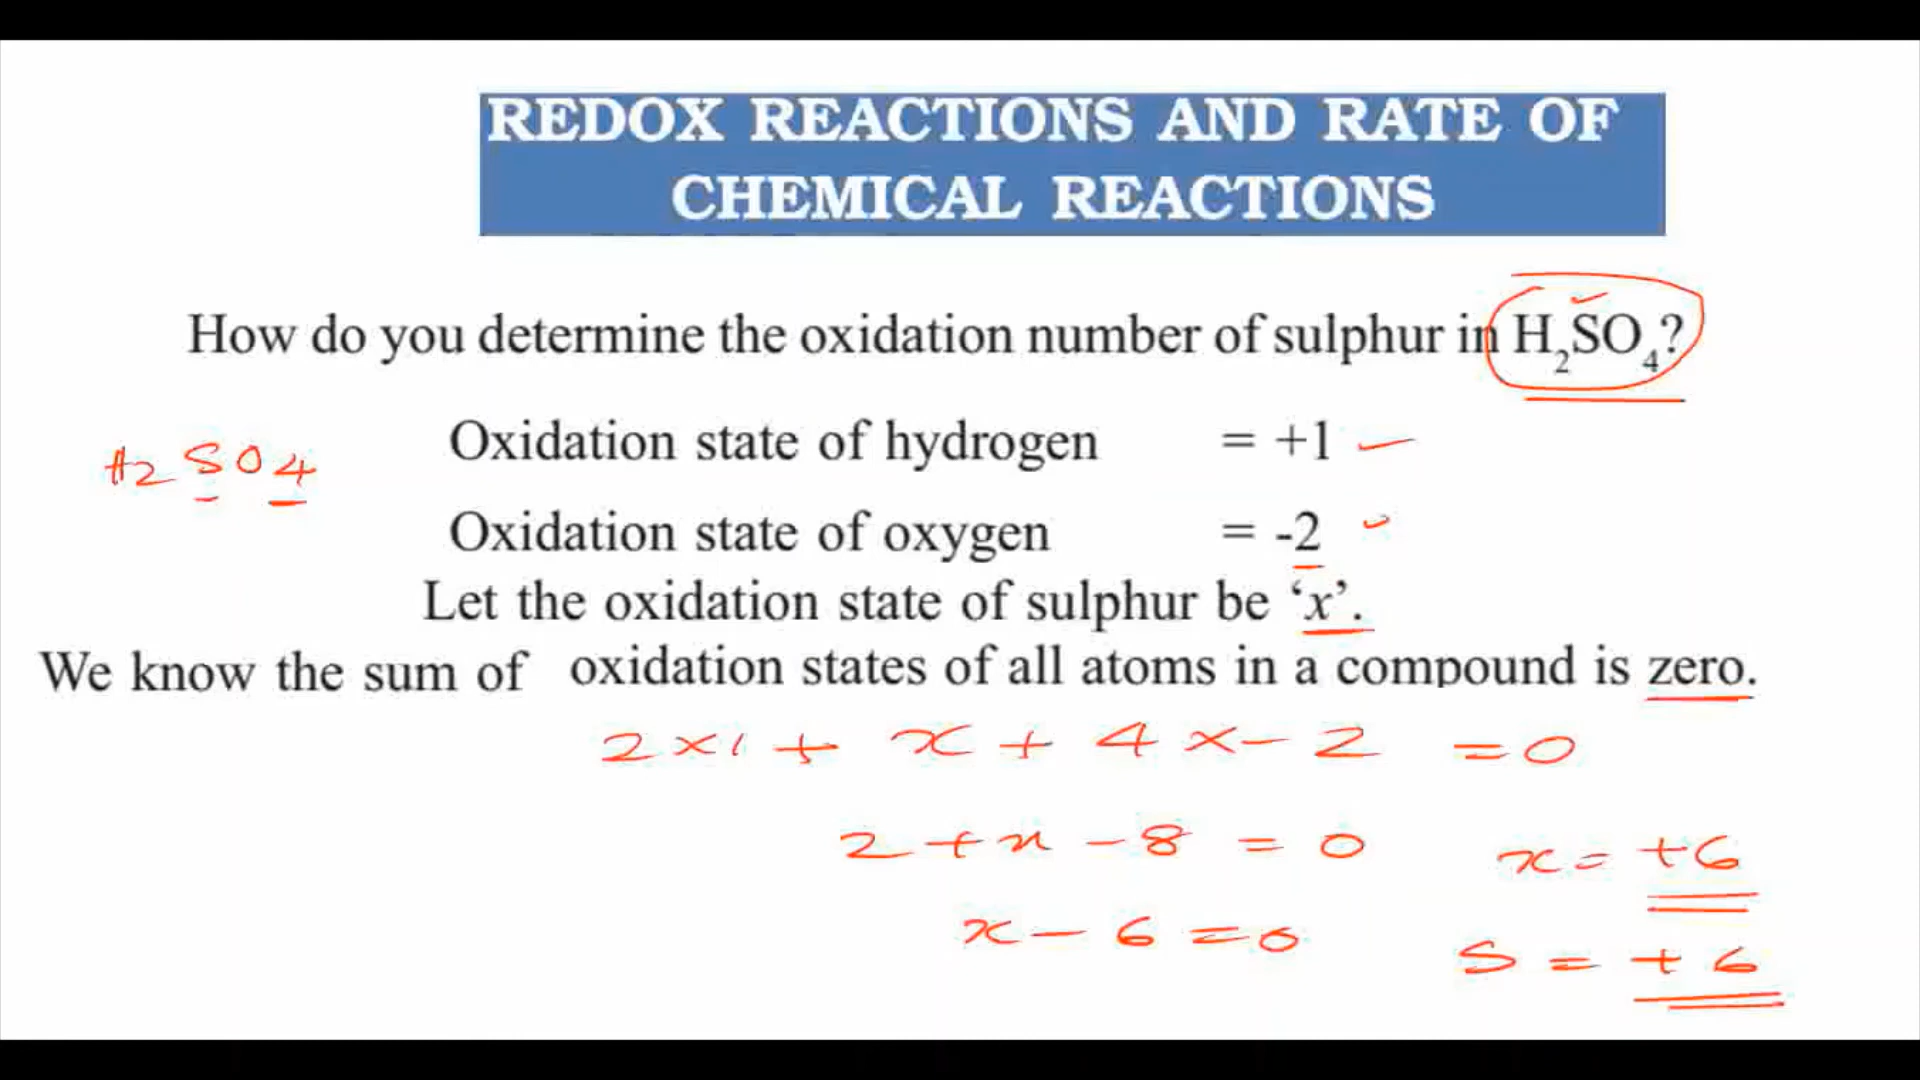 REDOX REACTIONS AND RATE OF
CHEMICAL REACTIONS
How do you determine the oxidation number of sulphur in H₂SO₄?
Oxidation state of hydrogen = +1
H2SO4
Oxidation state of oxygen = -2
Let the oxidation state of sulphur be ‘x’.
We know the sum of oxidation states of all atoms in a compound is zero.
2×1 + x + 4×-2 = 0
2+x-8=0
x = +6
x-6=0
S = +6